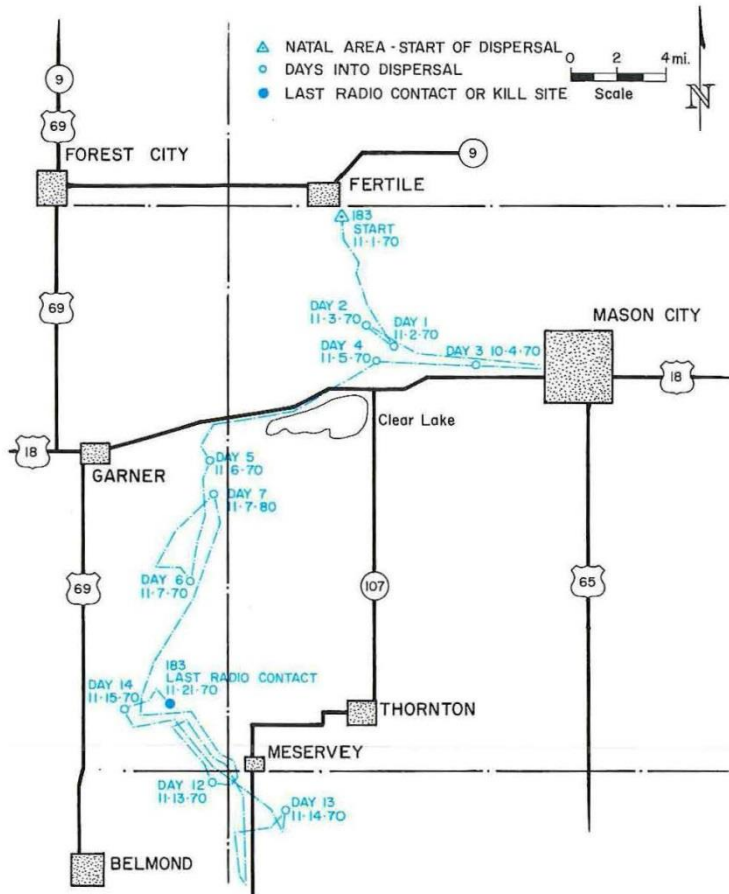 NATAL AREA - START OF DISPERSAL
DAYS INTO DISPERSAL
LAST RADIO CONTACT OR KILL SITE
0 2 4 mi.
Scale
N
9
69
FOREST CITY
9
FERTILE
183
START
11·1·70
69
DAY 2
11·3·70
DAY 1
11·2·70
MASON CITY
DAY 4
11·5·70
DAY 3 10·4·70
18
Clear Lake
18
GARNER
DAY 5
11·6·70
DAY 7
11·7·80
DAY 6
11·7·70
69
107
65
183
LAST RADIO CONTACT
11·21·70
DAY 14
11·15·70
THORNTON
MESERVEY
DAY 12
11·13·70
DAY 13
11·14·70
BELMOND